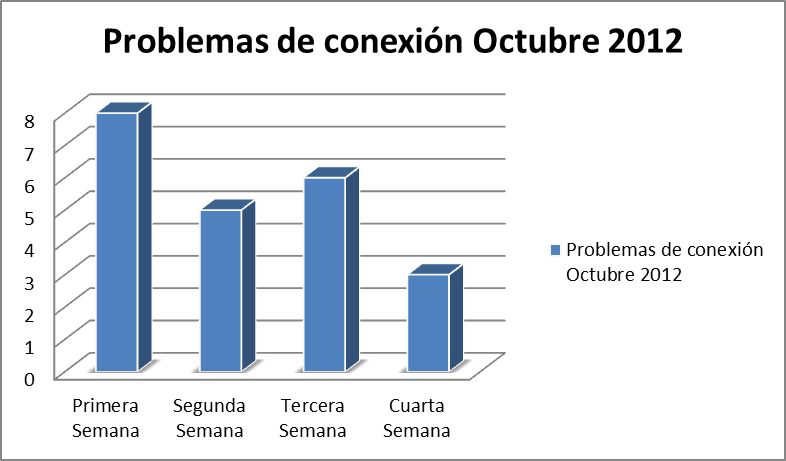 Problemas de conexión Octubre 2012
8
7
6
5
4
3
2
1
0
Primera
Semana
Segunda
Semana
Tercera
Semana
Cuarta
Semana
Problemas de conexión
Octubre 2012